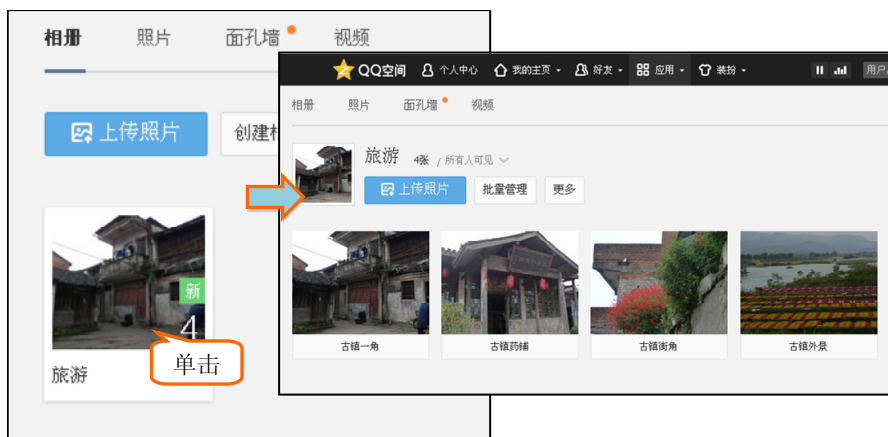 相册 照片 面孔墙 视频
上传照片 创建
新
4
旅游
单击
QQ空间 个人中心 我的主页 好友 应用 装扮 用户
相册 照片 面孔墙 视频
旅游 4张 / 所有人可见
上传照片 批量管理 更多
古镇一角 古镇药铺 古镇街角 古镇外景